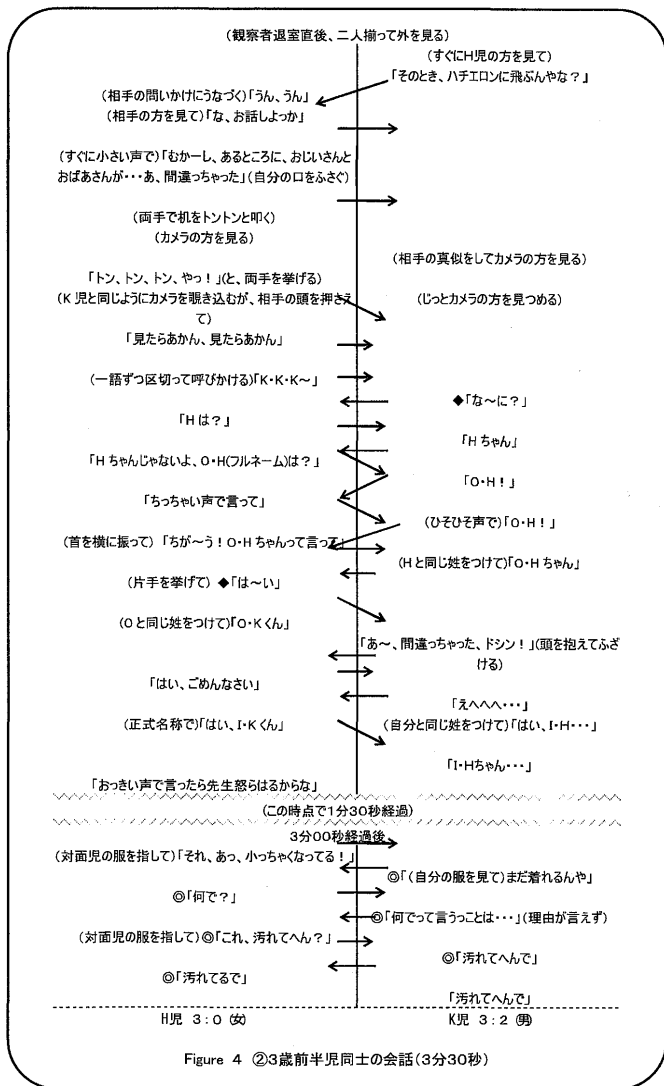 (観察者退室直後、二人揃って外を見る)
(すぐにH児の方を見て)
「そのとき、ハチエロンに飛ぶんやな？」
(相手の問いかけにうなづく)「うん、うん」
(相手の方を見て)「な、お話しよっか」
(すぐに小さい声で)「むかーし、あるところに、おじいさんと
おばあさんが・・・あ、間違っちゃった」(自分の口をふさぐ)
(両手で机をトントンと叩く)
(カメラの方を見る)
(相手の真似をしてカメラの方を見る)
「トン、トン、トン、やっ！」(と、両手を挙げる)
(K児と同じようにカメラを覗き込むが、相手の頭を押さえ
て)
(じっとカメラの方を見つめる)
「見たらあかん、見たらあかん」
(一語ずつ区切って呼びかける)「K・K・K～」
◆「な～に？」
「Hは？」
「Hちゃん」
「Hちゃんじゃないよ、O・H(フルネーム)は？」
「O・H！」
「ちっちゃい声で言って」
(ひそひそ声で)「O・H！」
(首を横に振って)「ちが～う！O・Hちゃんって言って」
(Hと同じ姓をつけて)「O・Hちゃん」
(片手を挙げて) ◆「は～い」
(Oと同じ姓をつけて)「O・Kくん」
「あ～、間違っちゃった、ドシン！」(頭を抱えてふざ
ける)
「はい、ごめんなさい」
「えへへへ・・・」
(正式名称で)「はい、I・Kくん」
(自分と同じ姓をつけて)「はい、I・H・・・」
「I・Hちゃん・・・」
「おっきい声で言ったら先生怒らはるからな」
(この時点で1分30秒経過)
3分00秒経過後
(対面児の服を指して)「それ、あっ、小っちゃくなってる！」
◎「(自分の服を見て)まだ着れるんや」
◎「何で？」
◎「何でって言うっことは・・・」(理由が言えず)
(対面児の服を指して)◎「これ、汚れてへん？」
◎「汚れてへんで」
◎「汚れてるで」
「汚れてへんで」
H児 3:0 (女)
K児 3:2 (男)
Figure 4 ②3歳前半児同士の会話(3分30秒)